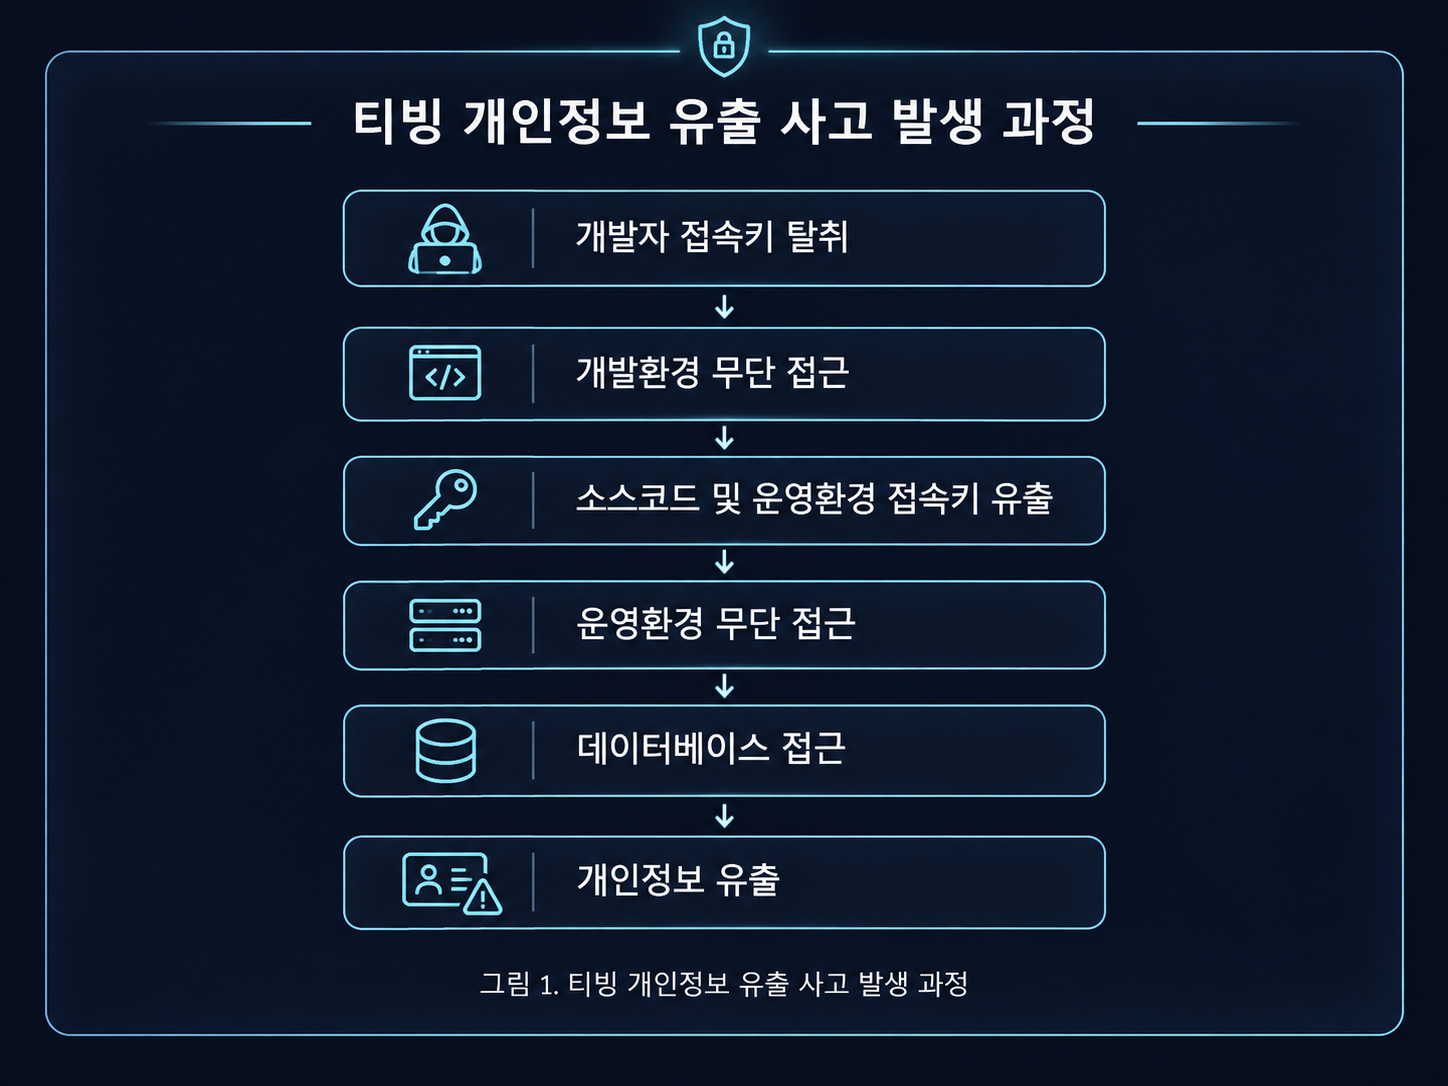 티빙 개인정보 유출 사고 발생 과정
개발자 접속키 탈취
개발환경 무단 접근
소스코드 및 운영환경 접속키 유출
운영환경 무단 접근
데이터베이스 접근
개인정보 유출
그림 1. 티빙 개인정보 유출 사고 발생 과정